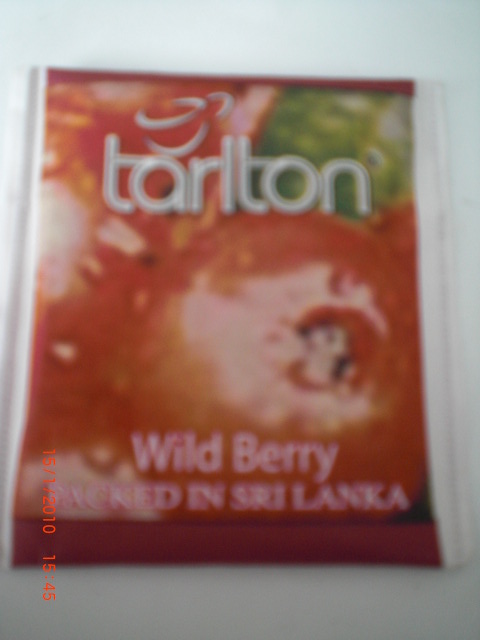 tarlton
Wild Berry
PACKED IN SRI LANKA
15/1/2010 15:45